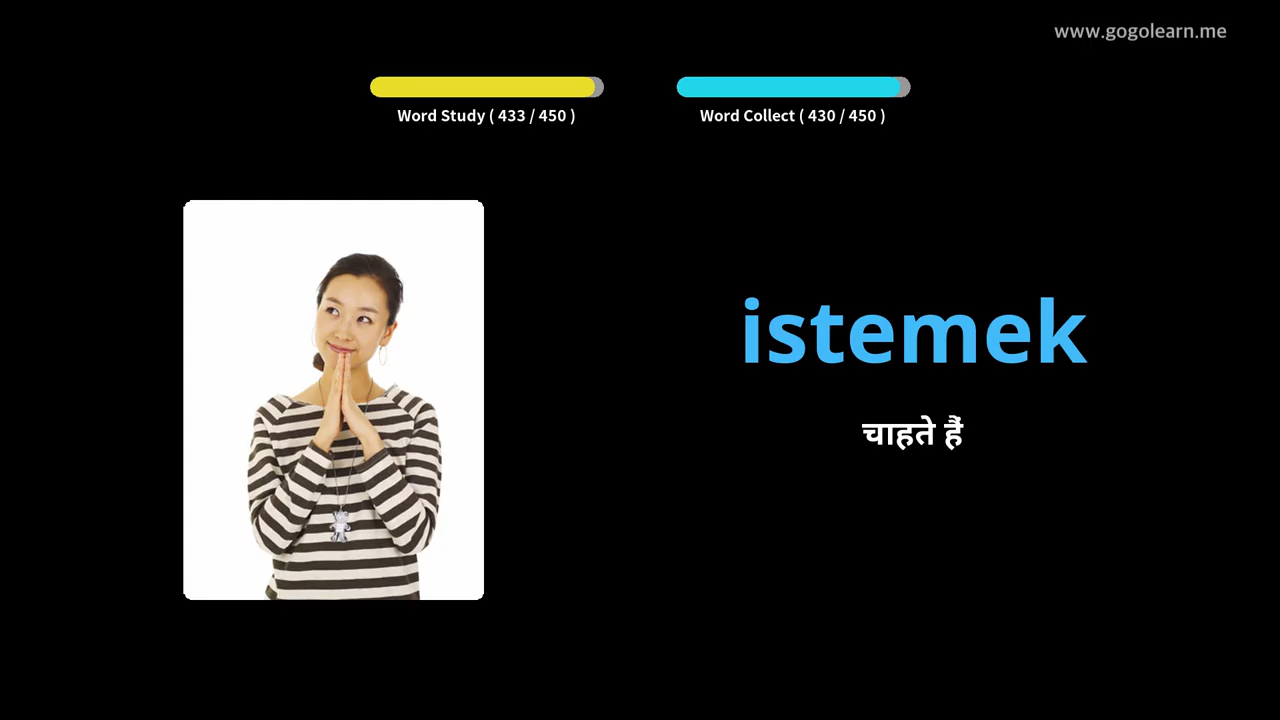 www.gogolearn.me
Word Study ( 433 / 450 )
Word Collect ( 430 / 450 )
istemek
चाहते हैं